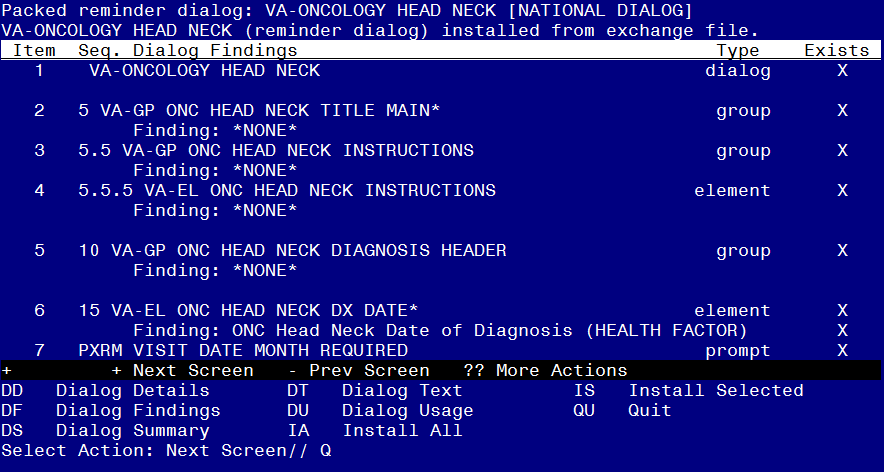 Packed reminder dialog: VA-ONCOLOGY HEAD NECK [NATIONAL DIALOG]
VA-ONCOLOGY HEAD NECK (reminder dialog) installed from exchange file.
Item Seq. Dialog Findings Type Exists
1 VA-ONCOLOGY HEAD NECK dialog X
2 5 VA-GP ONC HEAD NECK TITLE MAIN* group X
Finding: *NONE*
3 5.5 VA-GP ONC HEAD NECK INSTRUCTIONS group X
Finding: *NONE*
4 5.5.5 VA-EL ONC HEAD NECK INSTRUCTIONS element X
Finding: *NONE*
5 10 VA-GP ONC HEAD NECK DIAGNOSIS HEADER group X
Finding: *NONE*
6 15 VA-EL ONC HEAD NECK DX DATE* element X
Finding: ONC Head Neck Date of Diagnosis (HEALTH FACTOR) X
7 PXRM VISIT DATE MONTH REQUIRED prompt X
+ + Next Screen - Prev Screen ?? More Actions
DD Dialog Details DT Dialog Text IS Install Selected
DF Dialog Findings DU Dialog Usage QU Quit
DS Dialog Summary IA Install All
Select Action: Next Screen// Q